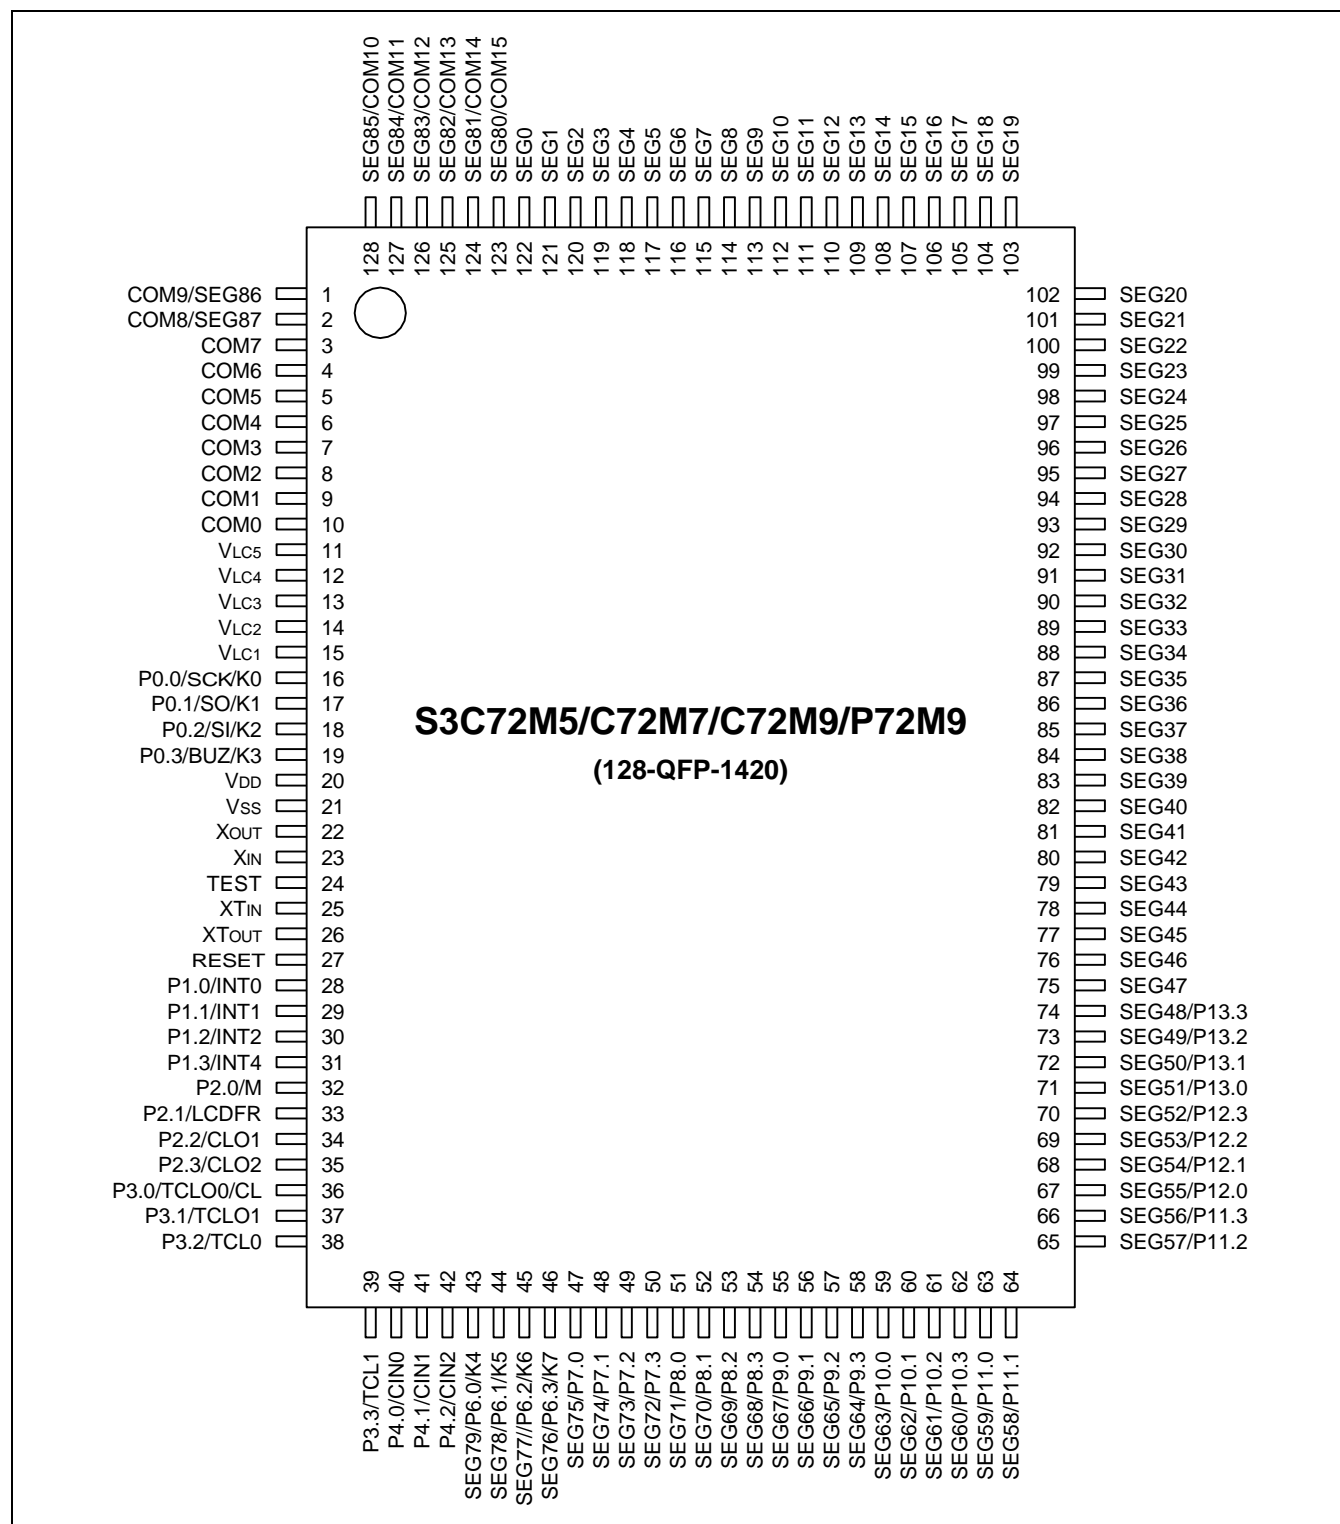 SEG85/COM10
SEG84/COM11
SEG83/COM12
SEG82/COM13
SEG81/COM14
SEG80/COM15
SEG0
SEG1
SEG2
SEG3
SEG4
SEG5
SEG6
SEG7
SEG8
SEG9
SEG10
SEG11
SEG12
SEG13
SEG14
SEG15
SEG16
SEG17
SEG18
SEG19
128
127
126
125
124
123
122
121
120
119
118
117
116
115
114
113
112
111
110
109
108
107
106
105
104
103
COM9/SEG86 1
COM8/SEG87 2
COM7 3
COM6 4
COM5 5
COM4 6
COM3 7
COM2 8
COM1 9
COM0 10
VLC5 11
VLC4 12
VLC3 13
VLC2 14
VLC1 15
P0.0/SCK/K0 16
P0.1/SO/K1 17
P0.2/SI/K2 18
P0.3/BUZ/K3 19
VDD 20
VSS 21
XOUT 22
XIN 23
TEST 24
XTIN 25
XTOUT 26
RESET 27
P1.0/INT0 28
P1.1/INT1 29
P1.2/INT2 30
P1.3/INT4 31
P2.0/M 32
P2.1/LCDFR 33
P2.2/CLO1 34
P2.3/CLO2 35
P3.0/TCLO0/CL 36
P3.1/TCLO1 37
P3.2/TCL0 38
S3C72M5/C72M7/C72M9/P72M9
(128-QFP-1420)
102 SEG20
101 SEG21
100 SEG22
99 SEG23
98 SEG24
97 SEG25
96 SEG26
95 SEG27
94 SEG28
93 SEG29
92 SEG30
91 SEG31
90 SEG32
89 SEG33
88 SEG34
87 SEG35
86 SEG36
85 SEG37
84 SEG38
83 SEG39
82 SEG40
81 SEG41
80 SEG42
79 SEG43
78 SEG44
77 SEG45
76 SEG46
75 SEG47
74 SEG48/P13.3
73 SEG49/P13.2
72 SEG50/P13.1
71 SEG51/P13.0
70 SEG52/P12.3
69 SEG53/P12.2
68 SEG54/P12.1
67 SEG55/P12.0
66 SEG56/P11.3
65 SEG57/P11.2
39
40
41
42
43
44
45
46
47
48
49
50
51
52
53
54
55
56
57
58
59
60
61
62
63
64
P3.3/TCL1
P4.0/CIN0
P4.1/CIN1
P4.2/CIN2
SEG79/P6.0/K4
SEG78/P6.1/K5
SEG77//P6.2/K6
SEG76/P6.3/K7
SEG75/P7.0
SEG74/P7.1
SEG73/P7.2
SEG72/P7.3
SEG71/P8.0
SEG70/P8.1
SEG69/P8.2
SEG68/P8.3
SEG67/P9.0
SEG66/P9.1
SEG65/P9.2
SEG64/P9.3
SEG63/P10.0
SEG62/P10.1
SEG61/P10.2
SEG60/P10.3
SEG59/P11.0
SEG58/P11.1